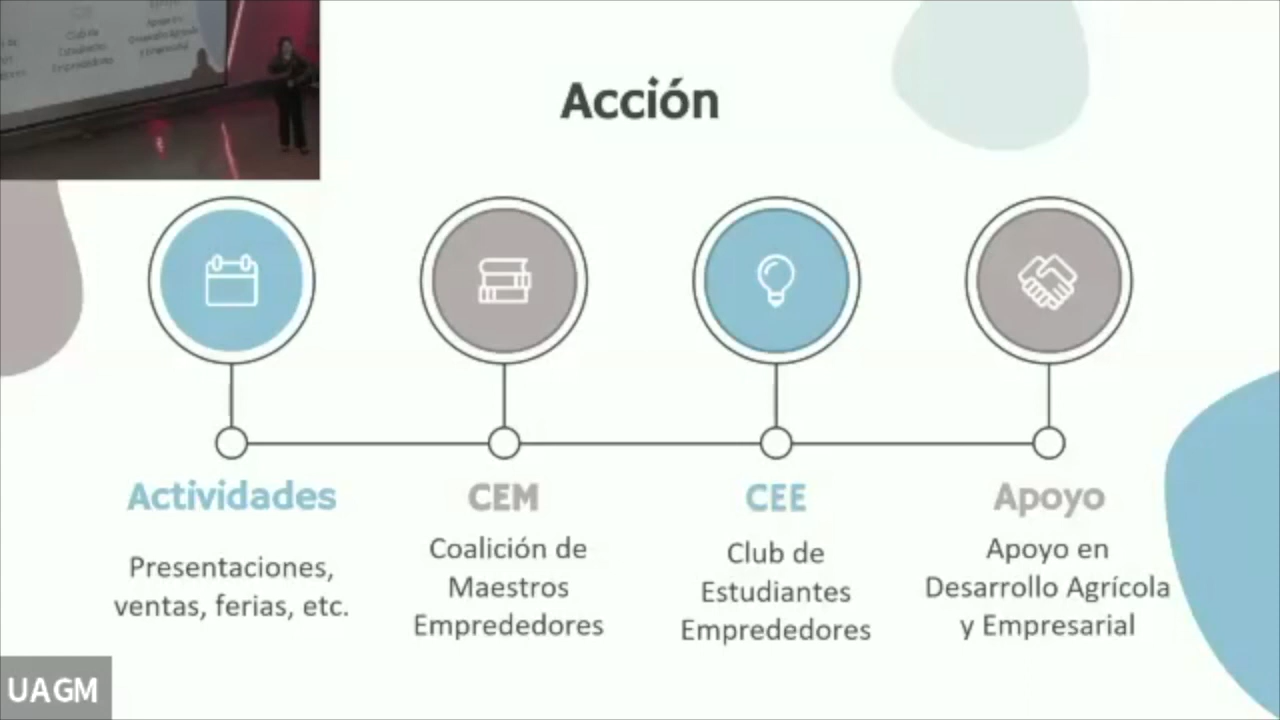 Acción
Actividades
Presentaciones,
ventas, ferias, etc.
CEM
Coalición de
Maestros
Emprededores
CEE
Club de
Estudiantes
Emprededores
Apoyo
Apoyo en
Desarrollo Agrícola
y Empresarial
UAGM